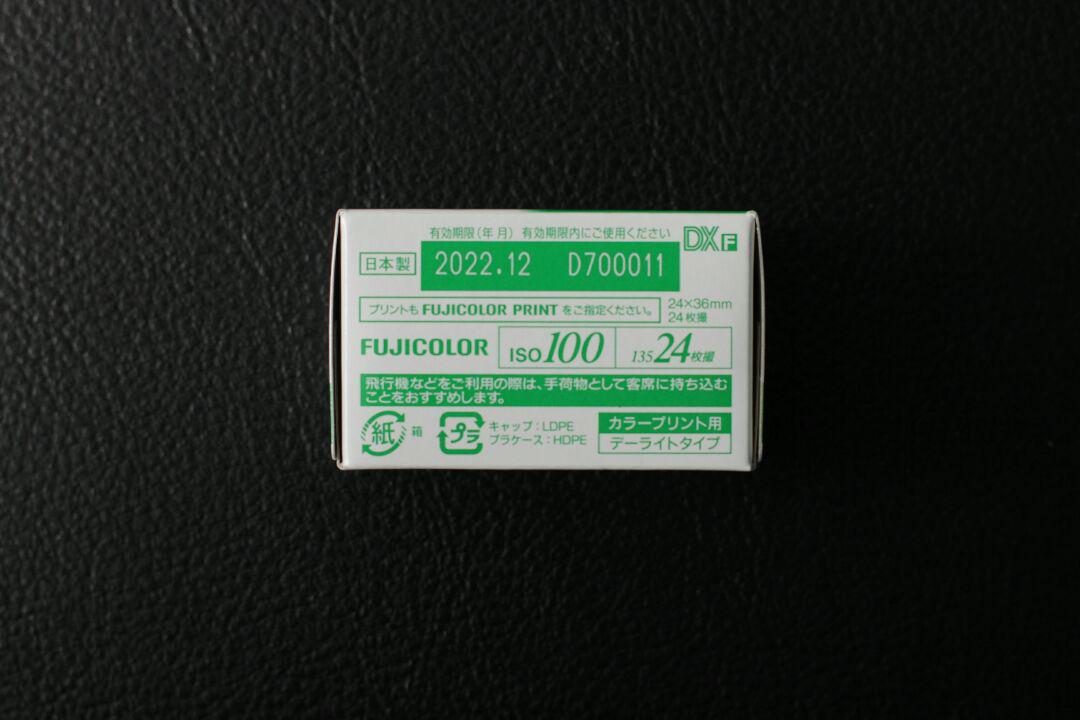 有効期限(年月) 有効期限内にご使用ください
DX F
日本製
2022.12 D700011
プリントも FUJICOLOR PRINT をご指定ください。
24×36mm
24枚撮
FUJICOLOR
ISO 100
135 24枚撮
飛行機などをご利用の際は、手荷物として客席に持ち込む
ことをおすすめします。
紙
箱
プラ
キャップ:LDPE
プラケース:HDPE
カラープリント用
デーライトタイプ